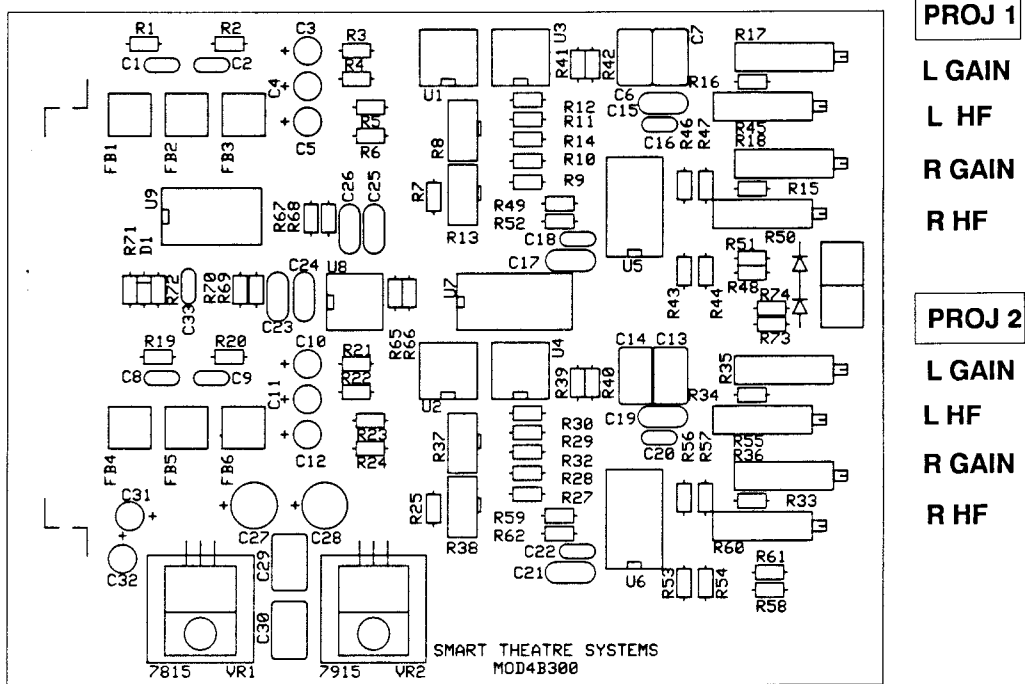 PROJ 1
R1 R2 C3 R3 U3 C7 R17
C1 C2 R4 R41 R42
C4 R16
U1 C6
R12 C15
R5 R11 C16 R46 R47 R45
C5 R6 R8 R14 R18
FB1 FB2 FB3 R10
U9 C26 C25 R7 R9 R15
R67 R68 R49
R13 R52
C18 R51 R50
R71 D1 C24 U8 U7 C17 U5
R72 C33 R70 R69 R43 R44 R48
C23 R74
R65 R66 R73
R19 R20 C10 R21 U4 C14 C13 R35
C8 C9 C11 R22 R39 R40 R34
U2 C19
R30 C20 R56 R57 R55
R23 R37 R29 R36
C12 R24 R32
FB4 FB5 FB6 R28
C31 R25 R27 R33
C27 C28 R59
R38 R62 R60
C32 C29 C22 R61
C21 U6 R53 R54
R58
C30
7815 VR1 7915 VR2
SMART THEATRE SYSTEMS
MOD4B300
L GAIN
L HF
R GAIN
R HF
PROJ 2
L GAIN
L HF
R GAIN
R HF